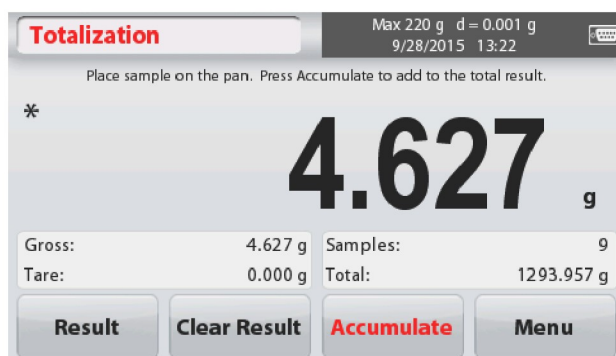 Totalization
Max 220 g d = 0.001 g
9/28/2015 13:22
Place sample on the pan. Press Accumulate to add to the total result.
*
4.627 g
Gross: 4.627 g Samples: 9
Tare: 0.000 g Total: 1293.957 g
Result Clear Result Accumulate Menu